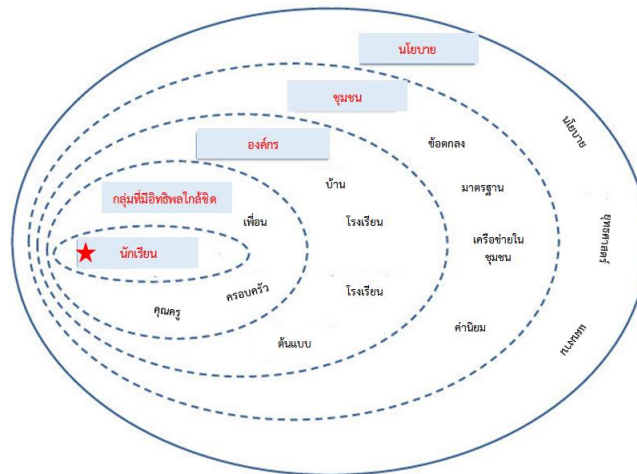 นโยบาย
ชุมชน
นโยบาย
องค์กร
ข้อตกลง
บ้าน
กลุ่มที่มีอิทธิพลใกล้ชิด
มาตรฐาน
เพื่อน
โรงเรียน
ยุทธศาสตร์
นักเรียน
เครือข่ายใน
ชุมชน
ครอบครัว
โรงเรียน
คุณครู
ค่านิยม
แผนงาน
ต้นแบบ